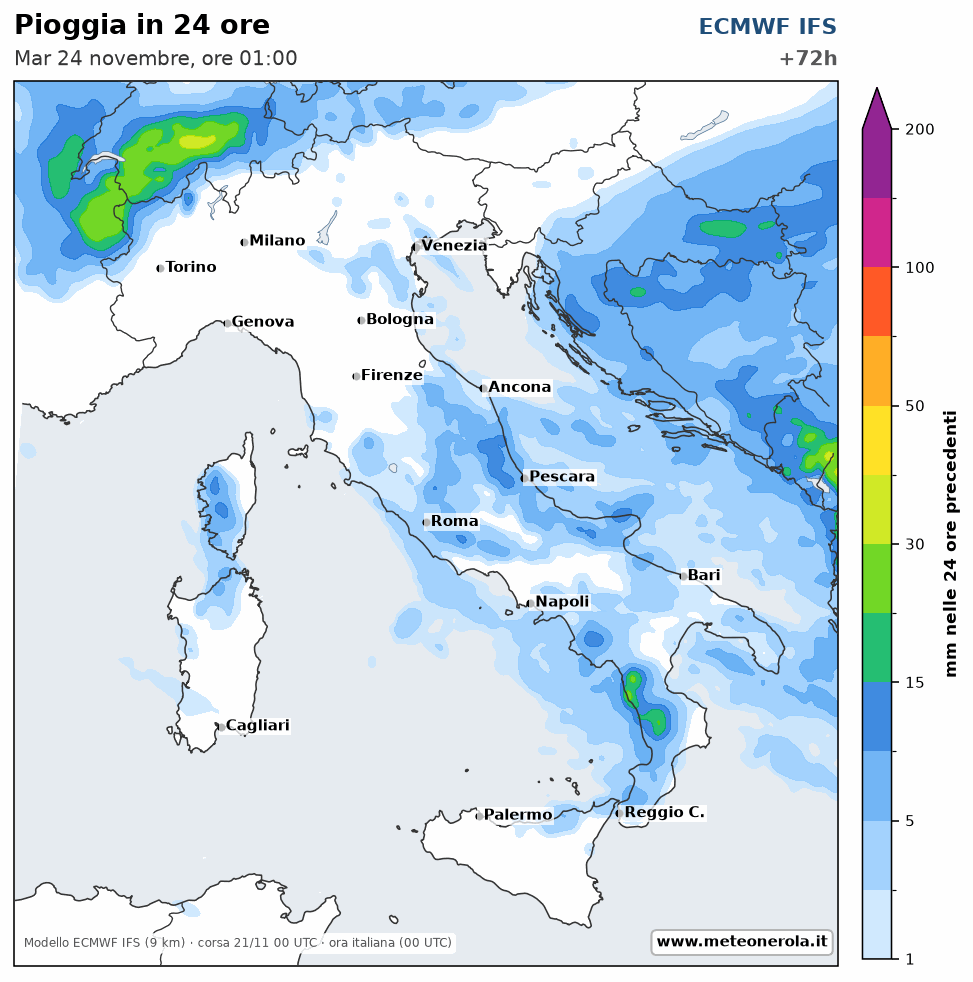 Pioggia in 24 ore
ECMWF IFS
Mar 24 novembre, ore 01:00
+72h
200
100
50
30
15
5
1
mm nelle 24 ore precedenti
Milano
Venezia
Torino
Genova
Bologna
Firenze
Ancona
Pescara
Roma
Bari
Napoli
Cagliari
Palermo
Reggio C.
Modello ECMWF IFS (9 km) · corsa 21/11 00 UTC · ora italiana (00 UTC)
www.meteonerola.it